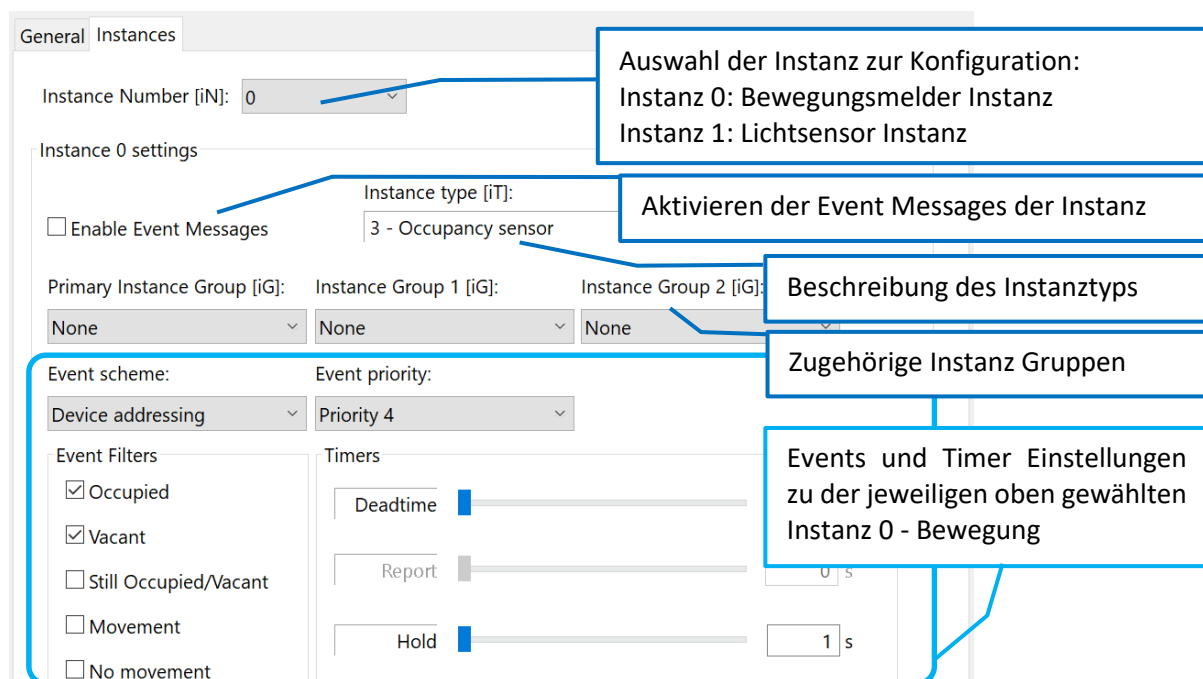 General Instances
Auswahl der Instanz zur Konfiguration:
Instanz 0: Bewegungsmelder Instanz
Instanz 1: Lichtsensor Instanz
Instance Number [iN]: 0
Instance 0 settings
Instance type [iT]:
Aktivieren der Event Messages der Instanz
Enable Event Messages
3 - Occupancy sensor
Beschreibung des Instanztyps
Primary Instance Group [iG]: Instance Group 1 [iG]: Instance Group 2 [iG]:
None None None
Zugehörige Instanz Gruppen
Event scheme: Event priority:
Device addressing Priority 4
Events und Timer Einstellungen
zu der jeweiligen oben gewählten
Instanz 0 - Bewegung
Event Filters Timers
Occupied
Deadtime
Vacant
Report 0 s
Still Occupied/Vacant
Movement
Hold 1 s
No movement